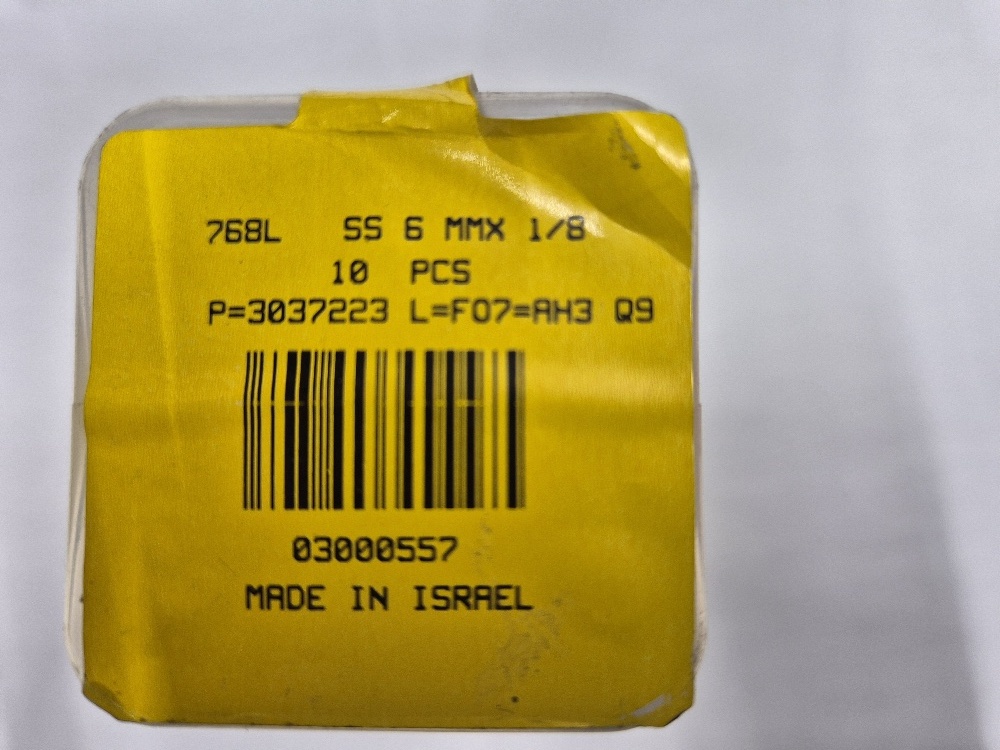 768L SS 6 MMX 1/8
10 PCS
P=3037223 L=F07=AH3 Q9
03000557
MADE IN ISRAEL